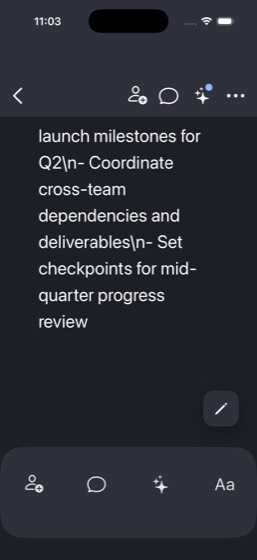 11:03
launch milestones for
Q2\n- Coordinate
cross-team
dependencies and
deliverables\n- Set
checkpoints for mid-
quarter progress
review
Aa